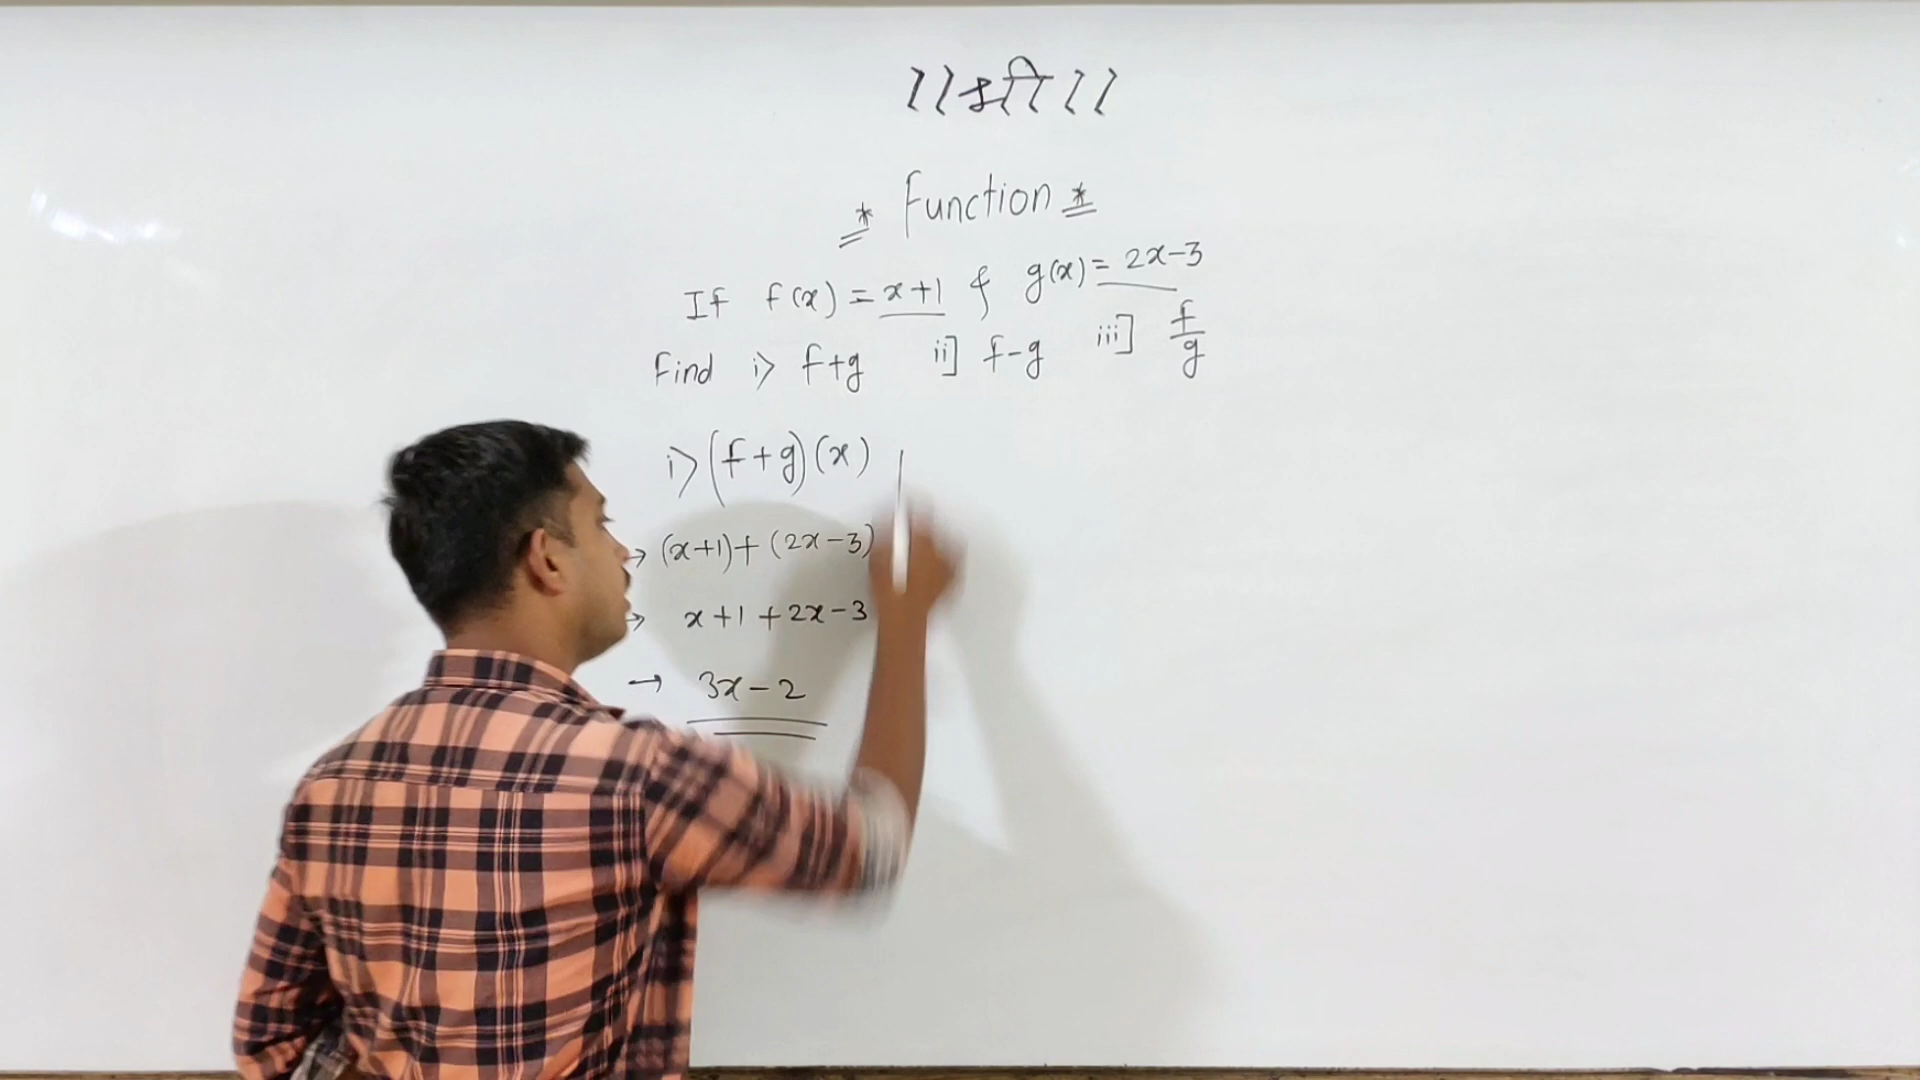 ।।श्री।।
* Function *
If f(x) = x+1 & g(x) = 2x-3
Find i> f+g ii] f-g iii] f/g
i> (f+g)(x)
→ (x+1)+(2x-3)
→ x+1+2x-3
→ 3x-2